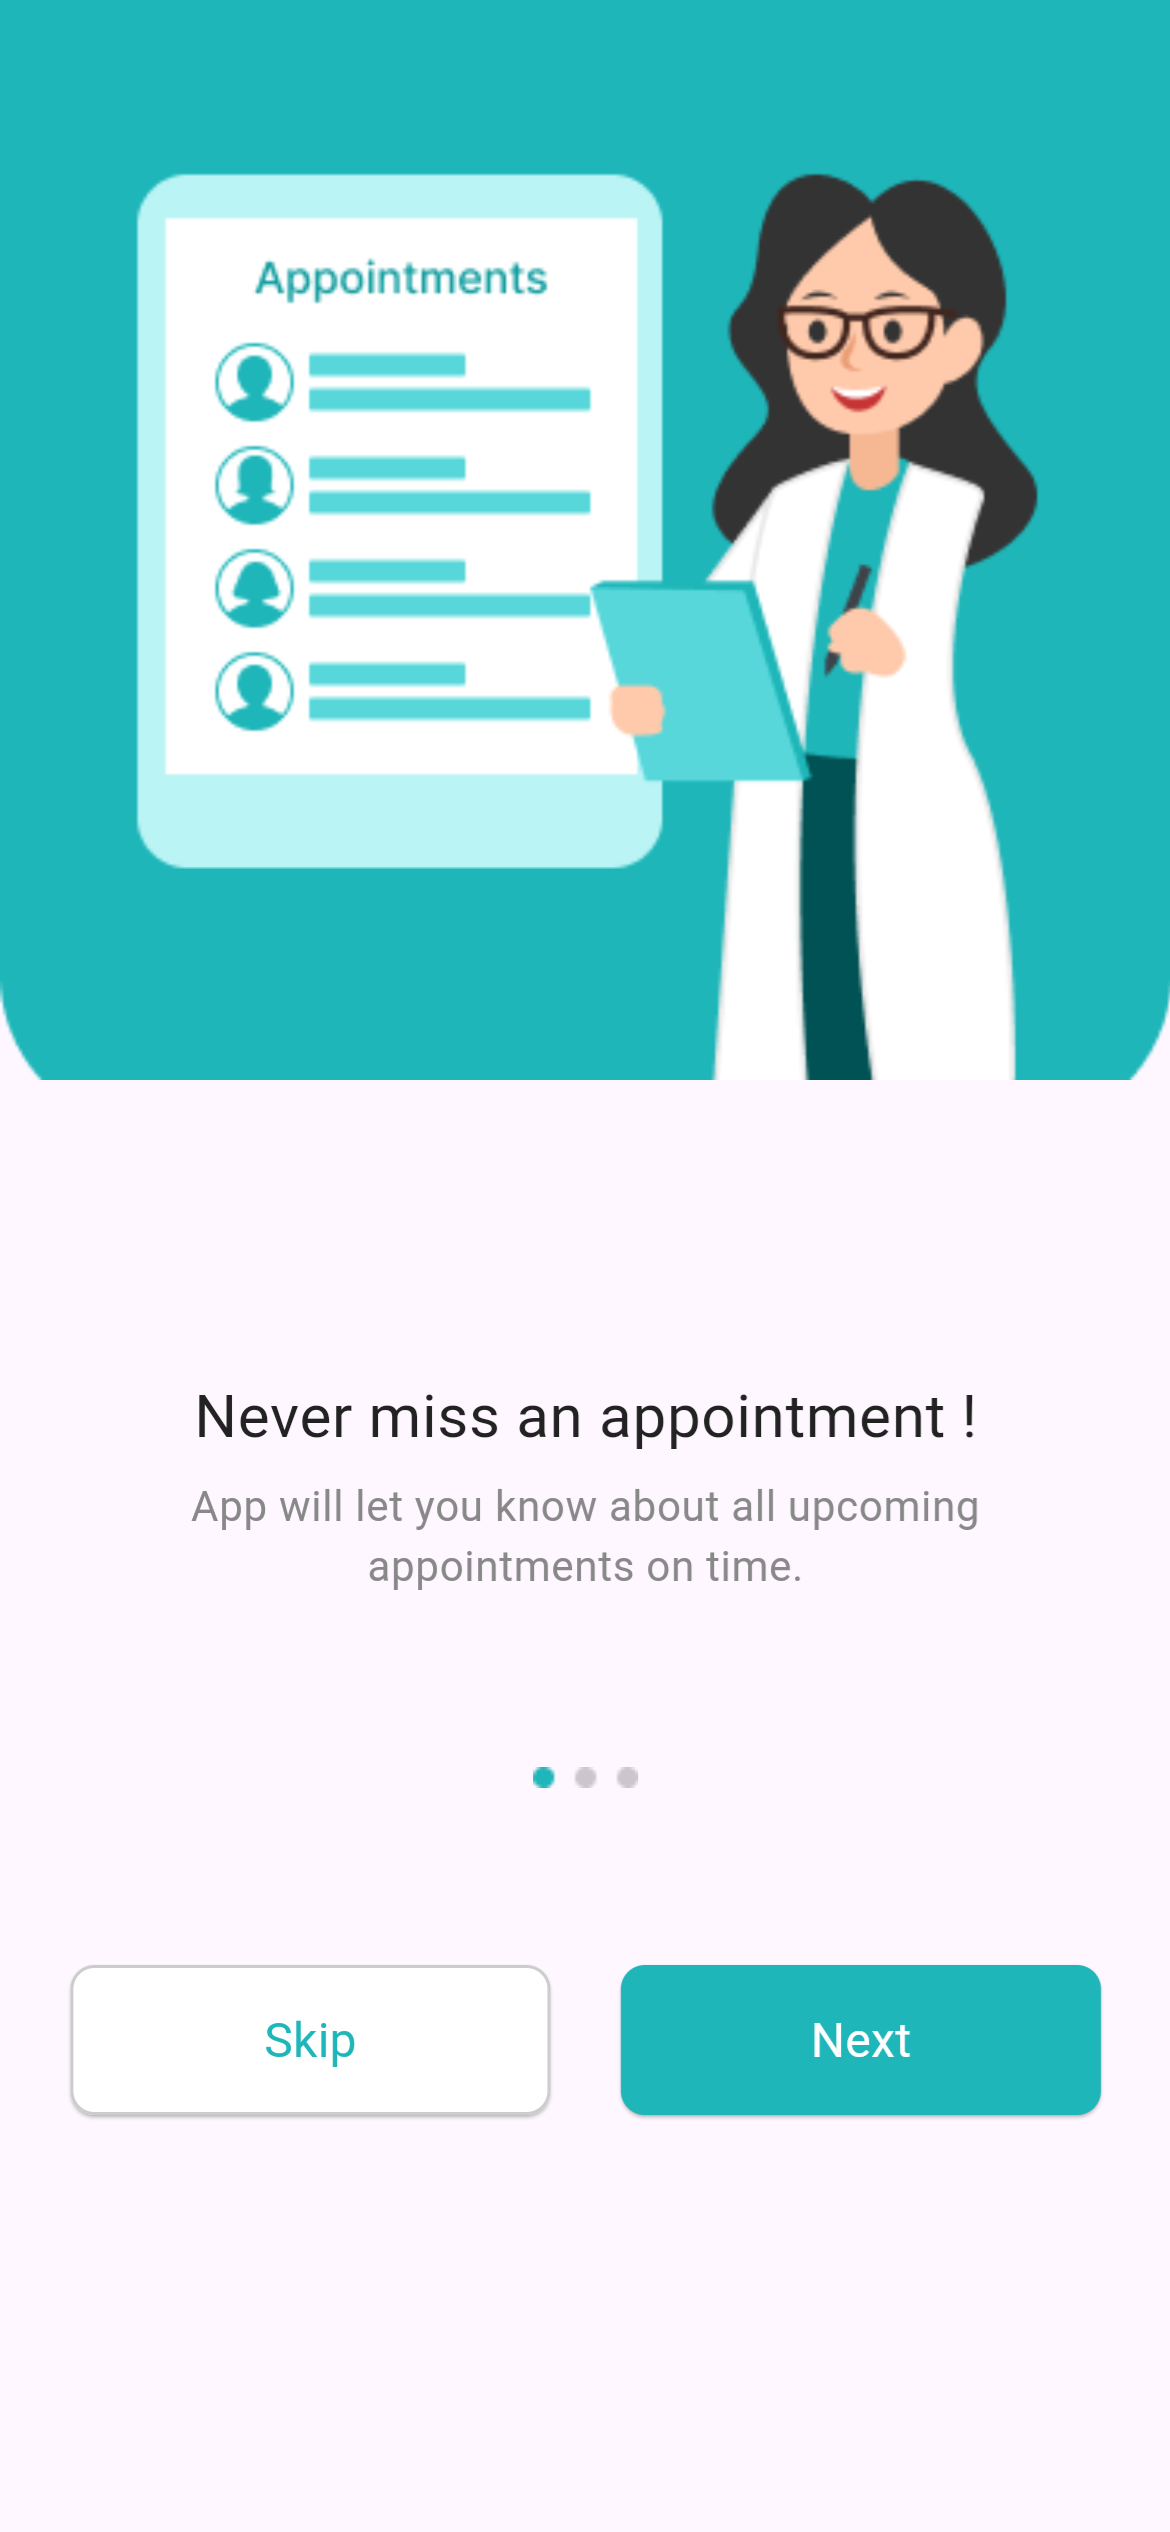 Appointments
Never miss an appointment !
App will let you know about all upcoming
appointments on time.
Skip
Next